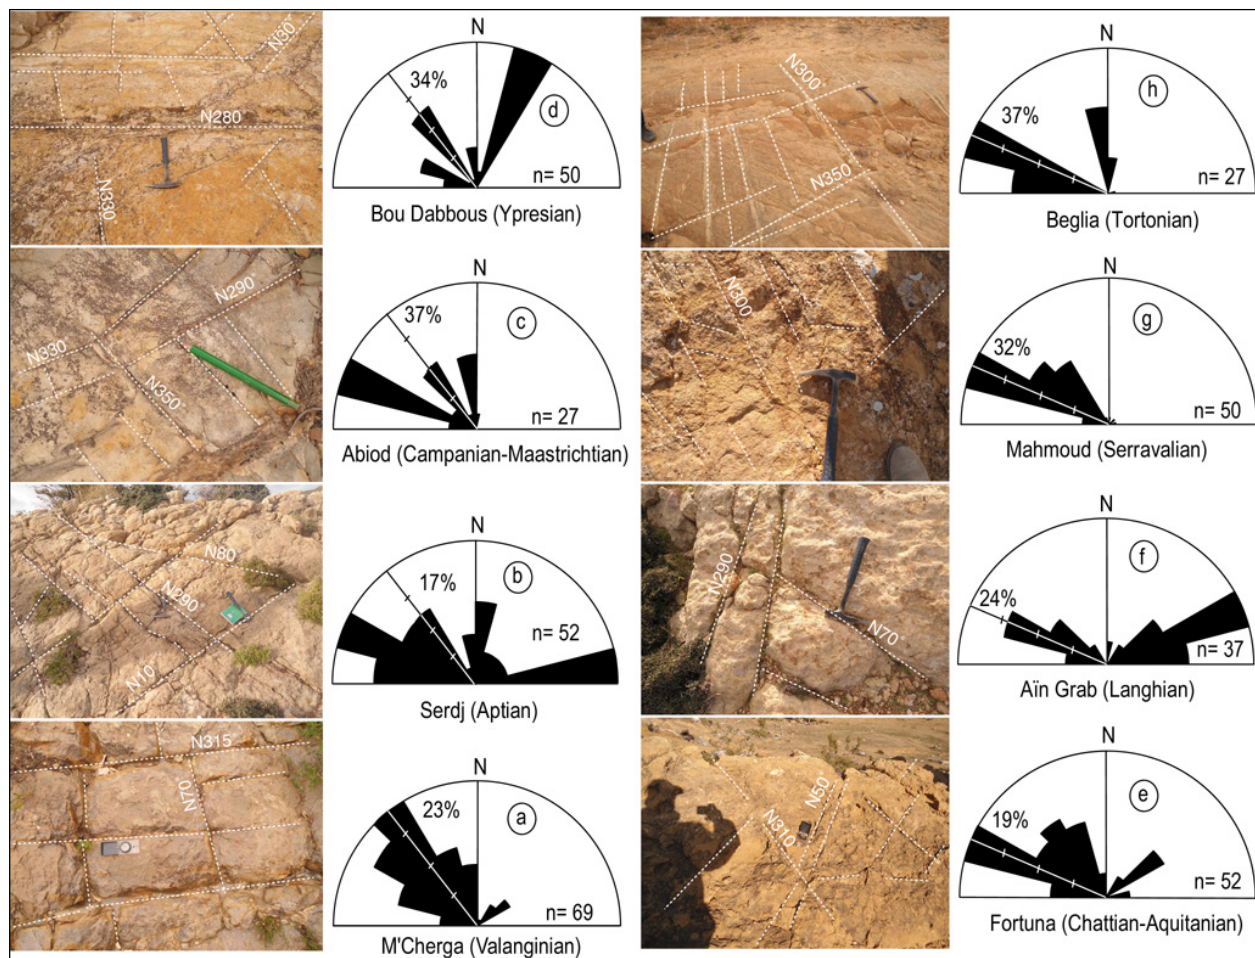 N30°
N280
N330
N
34%
d
n= 50
Bou Dabbous (Ypresian)
N300°
N350°
N
37%
h
n= 27
Beglia (Tortonian)
N290°
N330°
N350°
N
37%
c
n= 27
Abiod (Campanian-Maastrichtian)
N300
N
32%
g
n= 50
Mahmoud (Serravalian)
N80°
N290°
N10
N
17%
b
n= 52
Serdj (Aptian)
N290
N70°
N
24%
f
n= 37
Aïn Grab (Langhian)
N315
N70
N
23%
a
n= 69
M'Cherga (Valanginian)
N50°
N310
N
19%
e
n= 52
Fortuna (Chattian-Aquitanian)